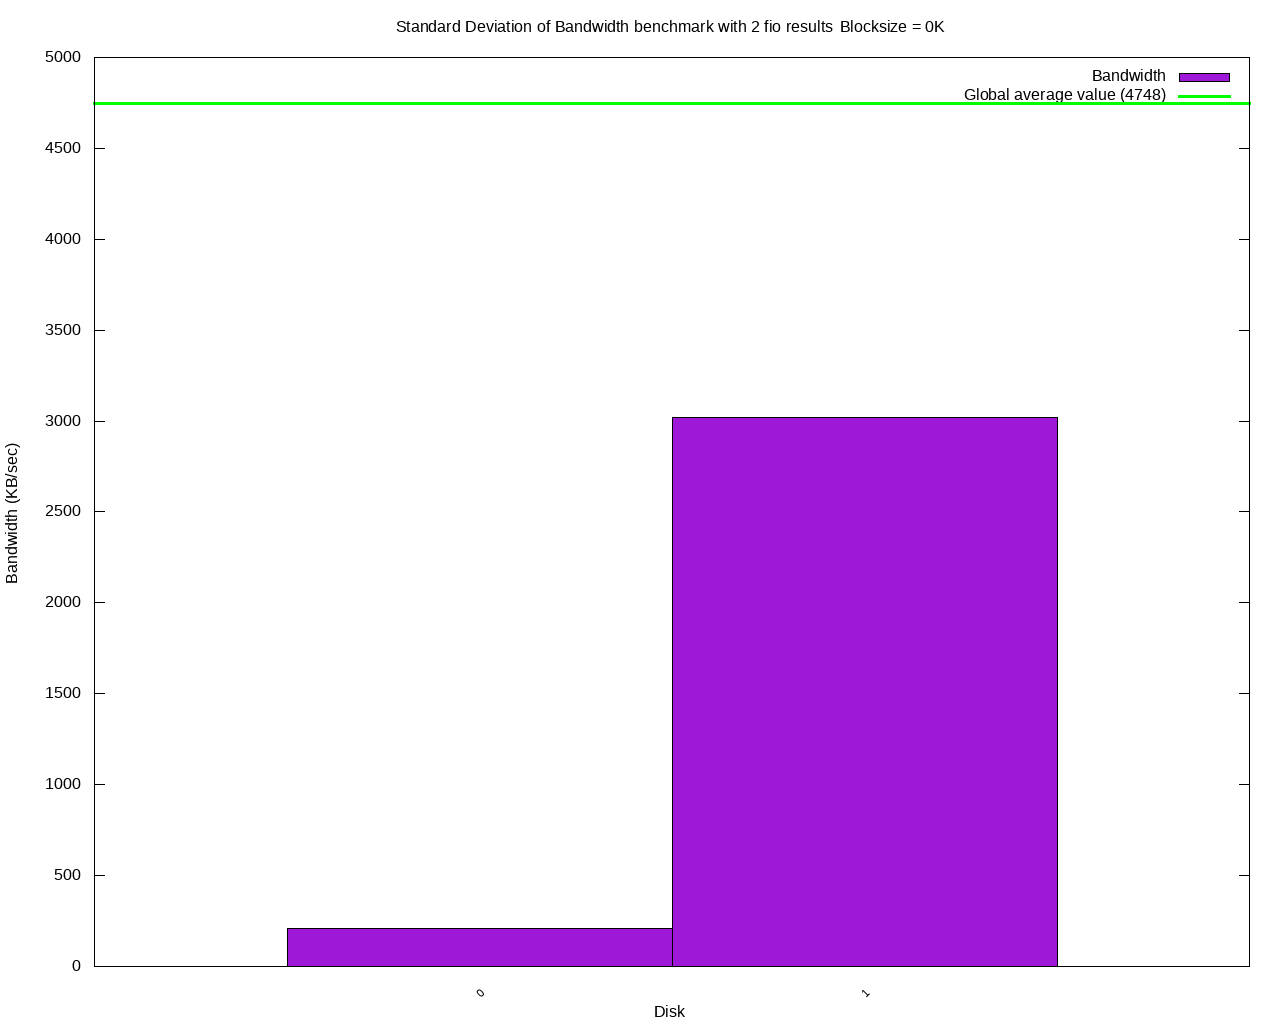 Standard Deviation of Bandwidth benchmark with 2 fio results Blocksize = 0K
Bandwidth
Global average value (4748)
5000
4500
4000
3500
3000
2500
2000
1500
1000
500
0
Bandwidth (KB/sec)
0
1
Disk